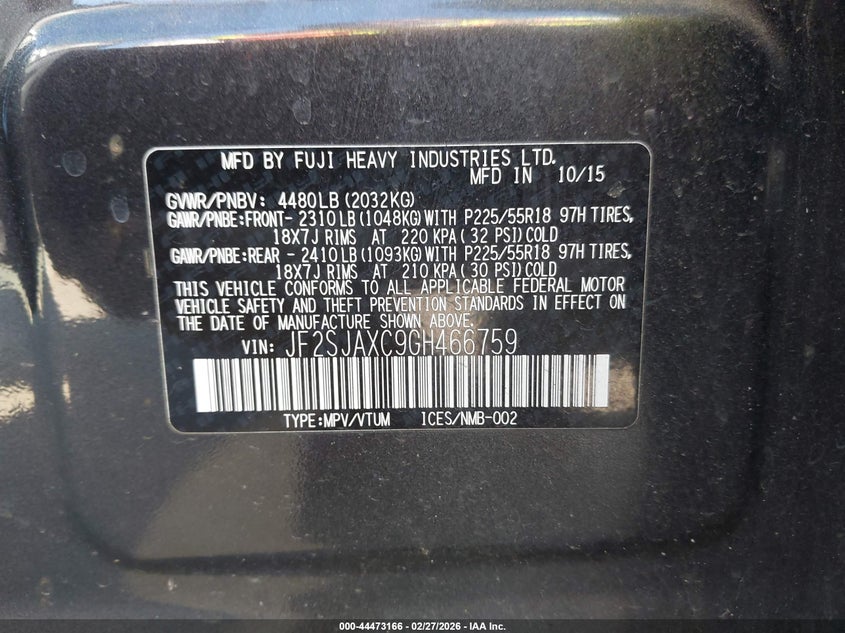 MFD BY FUJI HEAVY INDUSTRIES LTD.
MFD IN 10/15
GVWR/PNBV: 4480LB (2032KG)
GAWR/PNBE:FRONT- 2310LB (1048KG) WITH P225/55R18 97H TIRES,
18X7J RIMS AT 220 KPA ( 32 PSI) COLD
GAWR/PNBE:REAR - 2410LB (1093KG) WITH P225/55R18 97H TIRES,
18X7J RIMS AT 210 KPA ( 30 PSI) COLD
THIS VEHICLE CONFORMS TO ALL APPLICABLE FEDERAL MOTOR
VEHICLE SAFETY AND THEFT PREVENTION STANDARDS IN EFFECT ON
THE DATE OF MANUFACTURE SHOWN ABOVE.
VIN: JF2SJAXC9GH466759
TYPE:MPV/VTUM ICES/NMB-002
000-44473166 - 02/27/2026 - IAA Inc.